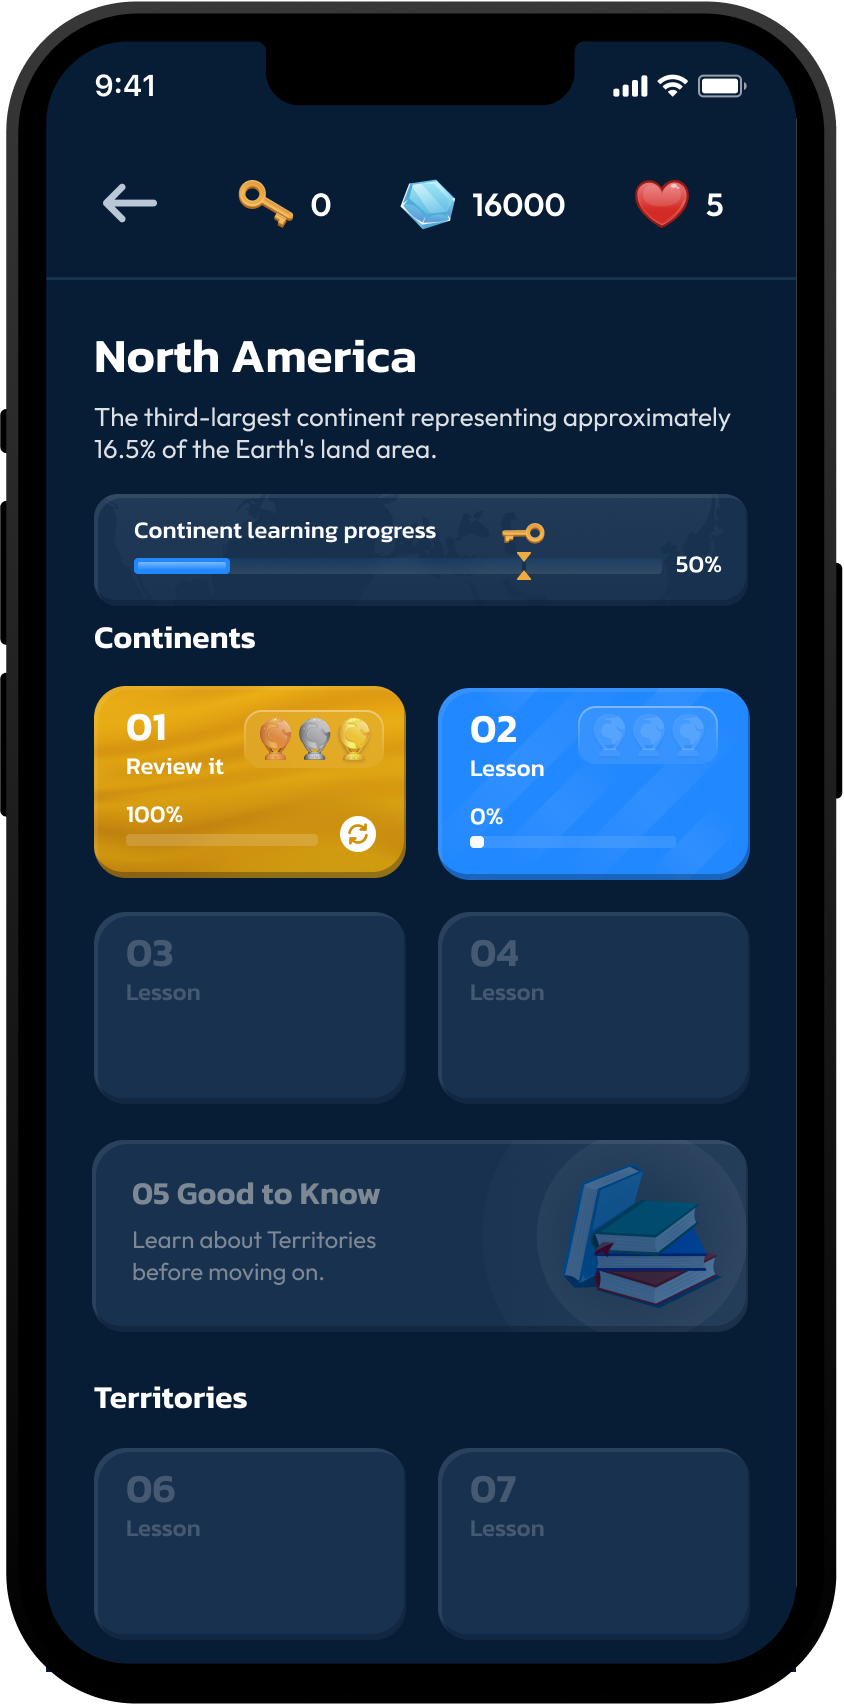 9:41
0
16000
5
North America
The third-largest continent representing approximately
16.5% of the Earth's land area.
Continent learning progress
50%
Continents
01
Review it
100%
02
Lesson
0%
03
Lesson
04
Lesson
05 Good to Know
Learn about Territories
before moving on.
Territories
06
Lesson
07
Lesson